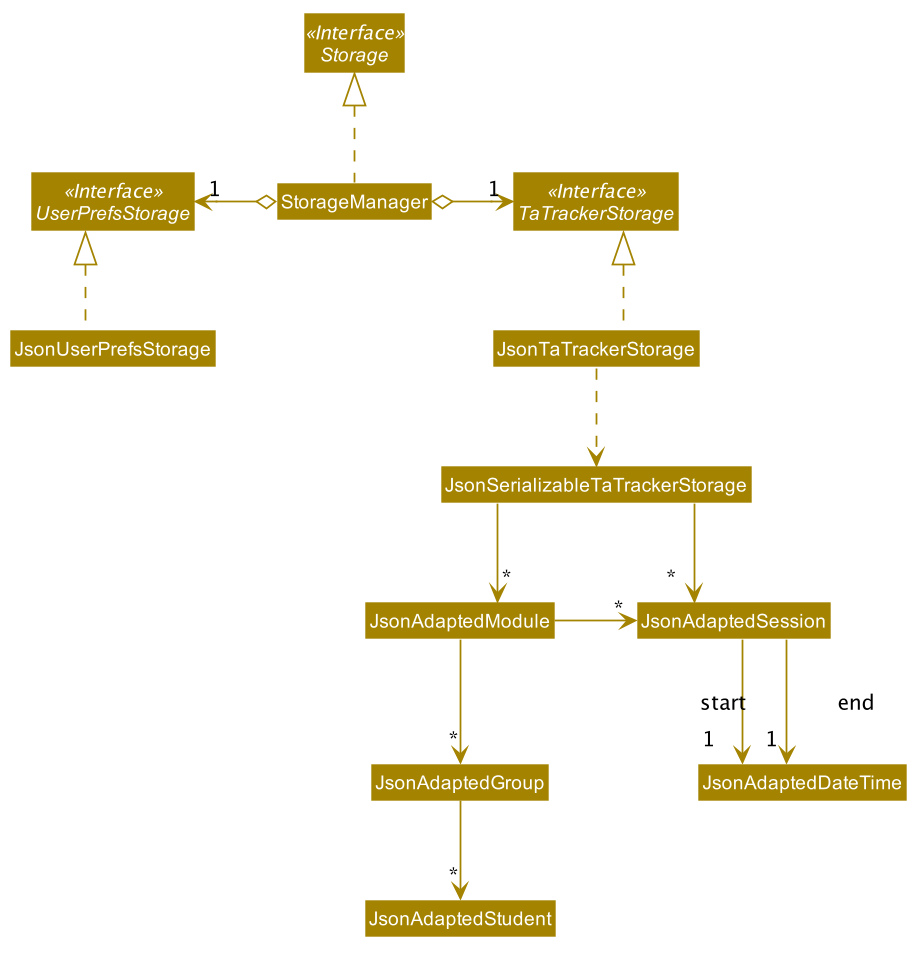 «Interface»
Storage
«Interface»
UserPrefsStorage
1
StorageManager
1
«Interface»
TaTrackerStorage
JsonUserPrefsStorage
JsonTaTrackerStorage
JsonSerializableTaTrackerStorage
*
*
JsonAdaptedModule
*
JsonAdaptedSession
start
end
*
1
1
JsonAdaptedGroup
JsonAdaptedDateTime
*
JsonAdaptedStudent